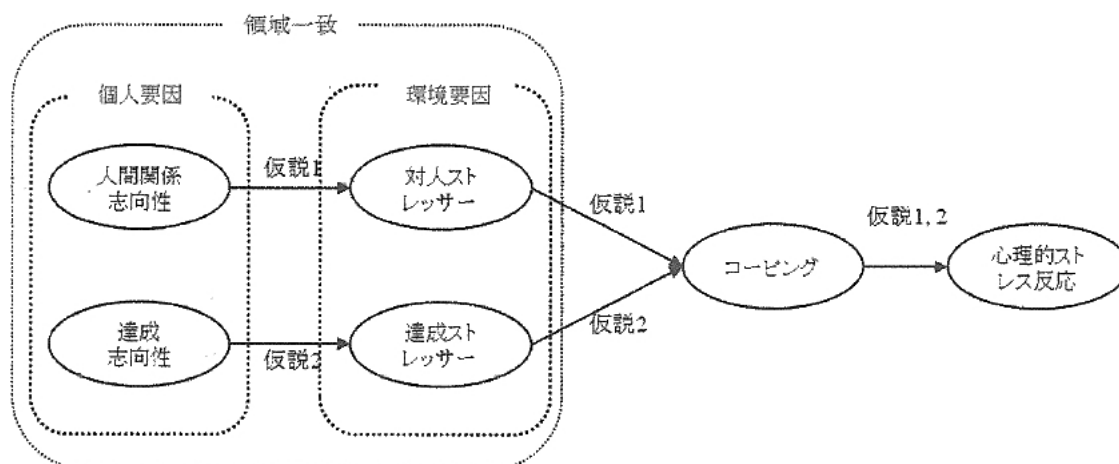 領域一致
個人要因
環境要因
人間関係
志向性
仮説1
対人スト
レッサー
仮説1
仮説1, 2
コーピング
心理的スト
レス反応
仮説2
達成
志向性
仮説2
達成スト
レッサー